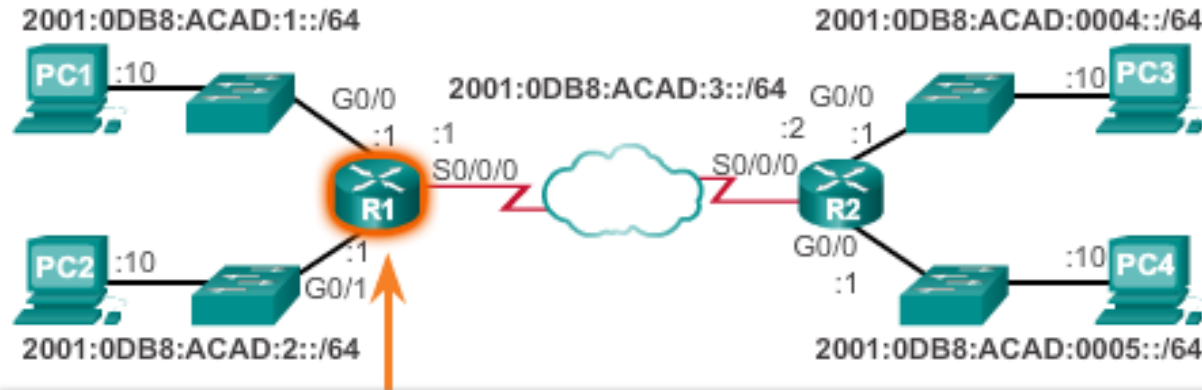 2001:0DB8:ACAD:1::/64
PC1
:10
G0/0
:1
:1
S0/0/0
R1
PC2
:10
:1
G0/1
2001:0DB8:ACAD:2::/64
2001:0DB8:ACAD:3::/64
2001:0DB8:ACAD:0004::/64
G0/0
:10
PC3
:2
:1
S0/0/0
R2
G0/0
:1
:10
PC4
2001:0DB8:ACAD:0005::/64